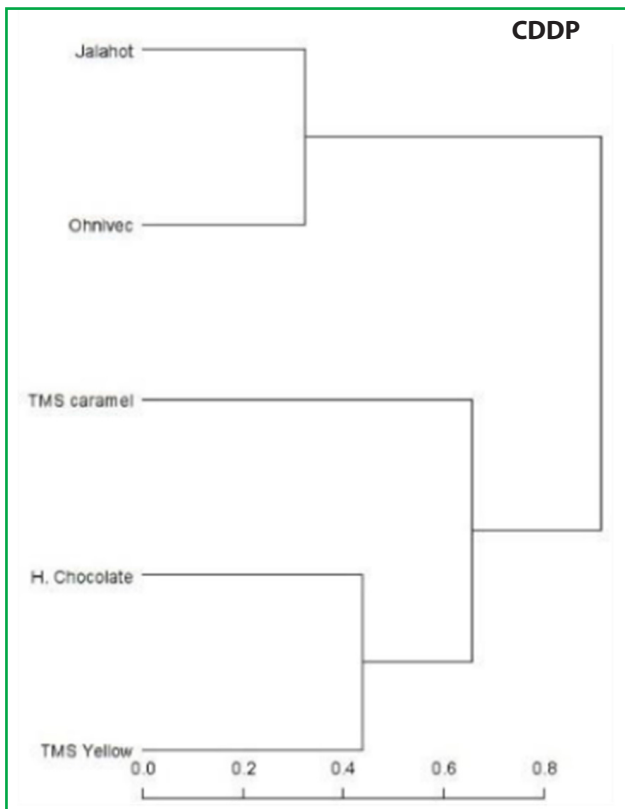 CDDP
Jalahot
Ohnivec
TMS caramel
H. Chocolate
TMS Yellow
0.0 0.2 0.4 0.6 0.8